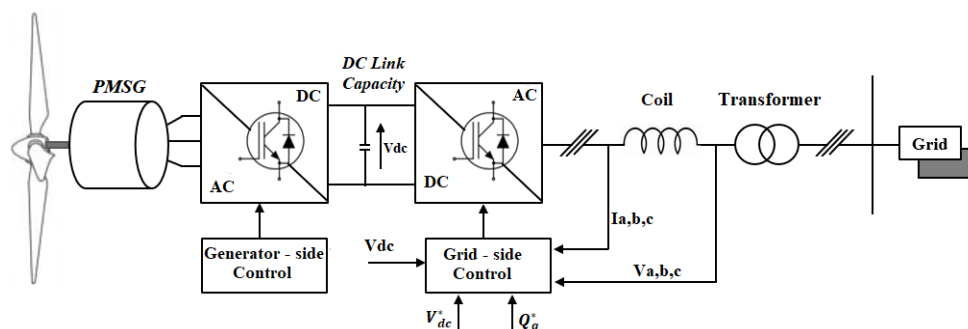 PMSG
DC Link
Capacity
DC
AC
Vdc
AC
DC
Coil
Transformer
Grid
Ia,b,c
Va,b,c
Generator - side
Control
Vdc
Grid - side
Control
V*dc
Q*g